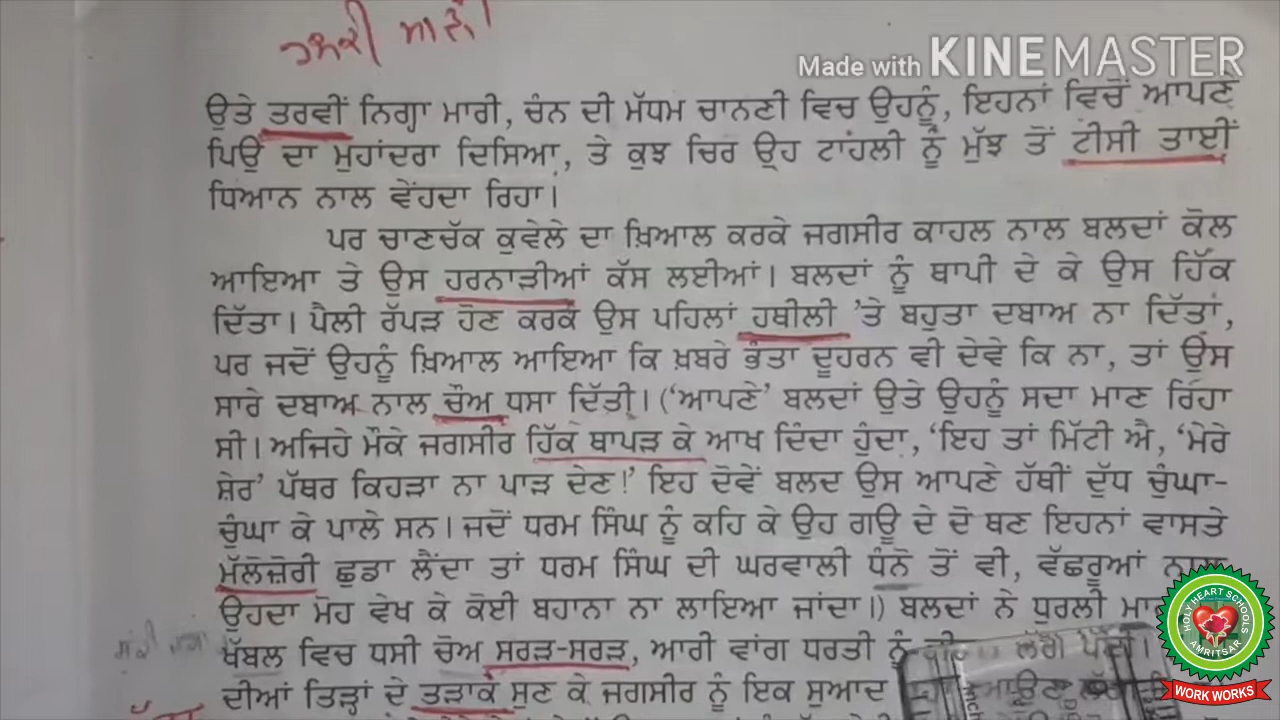 Made with KINEMASTER
ਉਤੇ ਤਰਵੀਂ ਨਿਗ੍ਹਾ ਮਾਰੀ, ਚੰਨ ਦੀ ਮੱਧਮ ਚਾਨਣੀ ਵਿਚ ਉਹਨੂੰ, ਇਹਨਾਂ ਵਿਚੋਂ ਆਪਣੇ
ਪਿਉ ਦਾ ਮੁਹਾਂਦਰਾ ਦਿਸਿਆ, ਤੇ ਕੁਝ ਚਿਰ ਉਹ ਟਾਹਲੀ ਨੂੰ ਮੁੱਝ ਤੋਂ ਟੀਸੀ ਤਾਈਂ
ਧਿਆਨ ਨਾਲ ਵੇਂਹਦਾ ਰਿਹਾ।
ਪਰ ਚਾਣਚੱਕ ਕੁਵੇਲੇ ਦਾ ਖ਼ਿਆਲ ਕਰਕੇ ਜਗਸੀਰ ਕਾਹਲ ਨਾਲ ਬਲਦਾਂ ਕੋਲ
ਆਇਆ ਤੇ ਉਸ ਹਰਨਾੜੀਆਂ ਕੱਸ ਲਈਆਂ। ਬਲਦਾਂ ਨੂੰ ਥਾਪੀ ਦੇ ਕੇ ਉਸ ਹਿੱਕ
ਦਿੱਤਾ। ਪੈਲੀ ਰੱਪੜ ਹੋਣ ਕਰਕੇ ਉਸ ਪਹਿਲਾਂ ਹਥੀਲੀ 'ਤੇ ਬਹੁਤਾ ਦਬਾਅ ਨਾ ਦਿੱਤਾ,
ਪਰ ਜਦੋਂ ਉਹਨੂੰ ਖ਼ਿਆਲ ਆਇਆ ਕਿ ਖ਼ਬਰੇ ਭੰਤਾ ਦੂਹਰਨ ਵੀ ਦੇਵੇ ਕਿ ਨਾ, ਤਾਂ ਉਸ
ਸਾਰੇ ਦਬਾਅ ਨਾਲ ਚੌਅ ਧਸਾ ਦਿੱਤੀ। ('ਆਪਣੇ' ਬਲਦਾਂ ਉਤੇ ਉਹਨੂੰ ਸਦਾ ਮਾਣ ਰਿਹਾ
ਸੀ। ਅਜਿਹੇ ਮੌਕੇ ਜਗਸੀਰ ਹਿੱਕ ਥਾਪੜ ਕੇ ਆਖ ਦਿੰਦਾ ਹੁੰਦਾ, 'ਇਹ ਤਾਂ ਮਿੱਟੀ ਐ, 'ਮੇਰੇ
ਸ਼ੇਰ' ਪੱਥਰ ਕਿਹੜਾ ਨਾ ਪਾੜ ਦੇਣ!' ਇਹ ਦੋਵੇਂ ਬਲਦ ਉਸ ਆਪਣੇ ਹੱਥੀਂ ਦੁੱਧ ਚੁੰਘਾ-
ਚੁੰਘਾ ਕੇ ਪਾਲੇ ਸਨ। ਜਦੋਂ ਧਰਮ ਸਿੰਘ ਨੂੰ ਕਹਿ ਕੇ ਉਹ ਗਊ ਦੇ ਦੋ ਥਣ ਇਹਨਾਂ ਵਾਸਤੇ
ਮੱਲੋਜ਼ੋਰੀ ਛੁਡਾ ਲੈਂਦਾ ਤਾਂ ਧਰਮ ਸਿੰਘ ਦੀ ਘਰਵਾਲੀ ਧੰਨੋ ਤੋਂ ਵੀ, ਵੱਛਰੂਆਂ
ਉਹਦਾ ਮੋਹ ਵੇਖ ਕੇ ਕੋਈ ਬਹਾਨਾ ਨਾ ਲਾਇਆ ਜਾਂਦਾ।) ਬਲਦਾਂ ਨੇ ਧੁਰਲੀ
ਖੱਬਲ ਵਿਚ ਧਸੀ ਚੋਅ ਸਰੜ-ਸਰੜ, ਆਰੀ ਵਾਂਗ ਧਰਤੀ ਨੂੰ
ਦੀਆਂ ਤਿੜ੍ਹਾਂ ਦੇ ਤੜਾਕੇ ਸੁਣ ਕੇ ਜਗਸੀਰ ਨੂੰ ਇਕ ਸੁਆਦ
HOLY HEART SCHOOLS
AMRITSAR
WORK WORKS